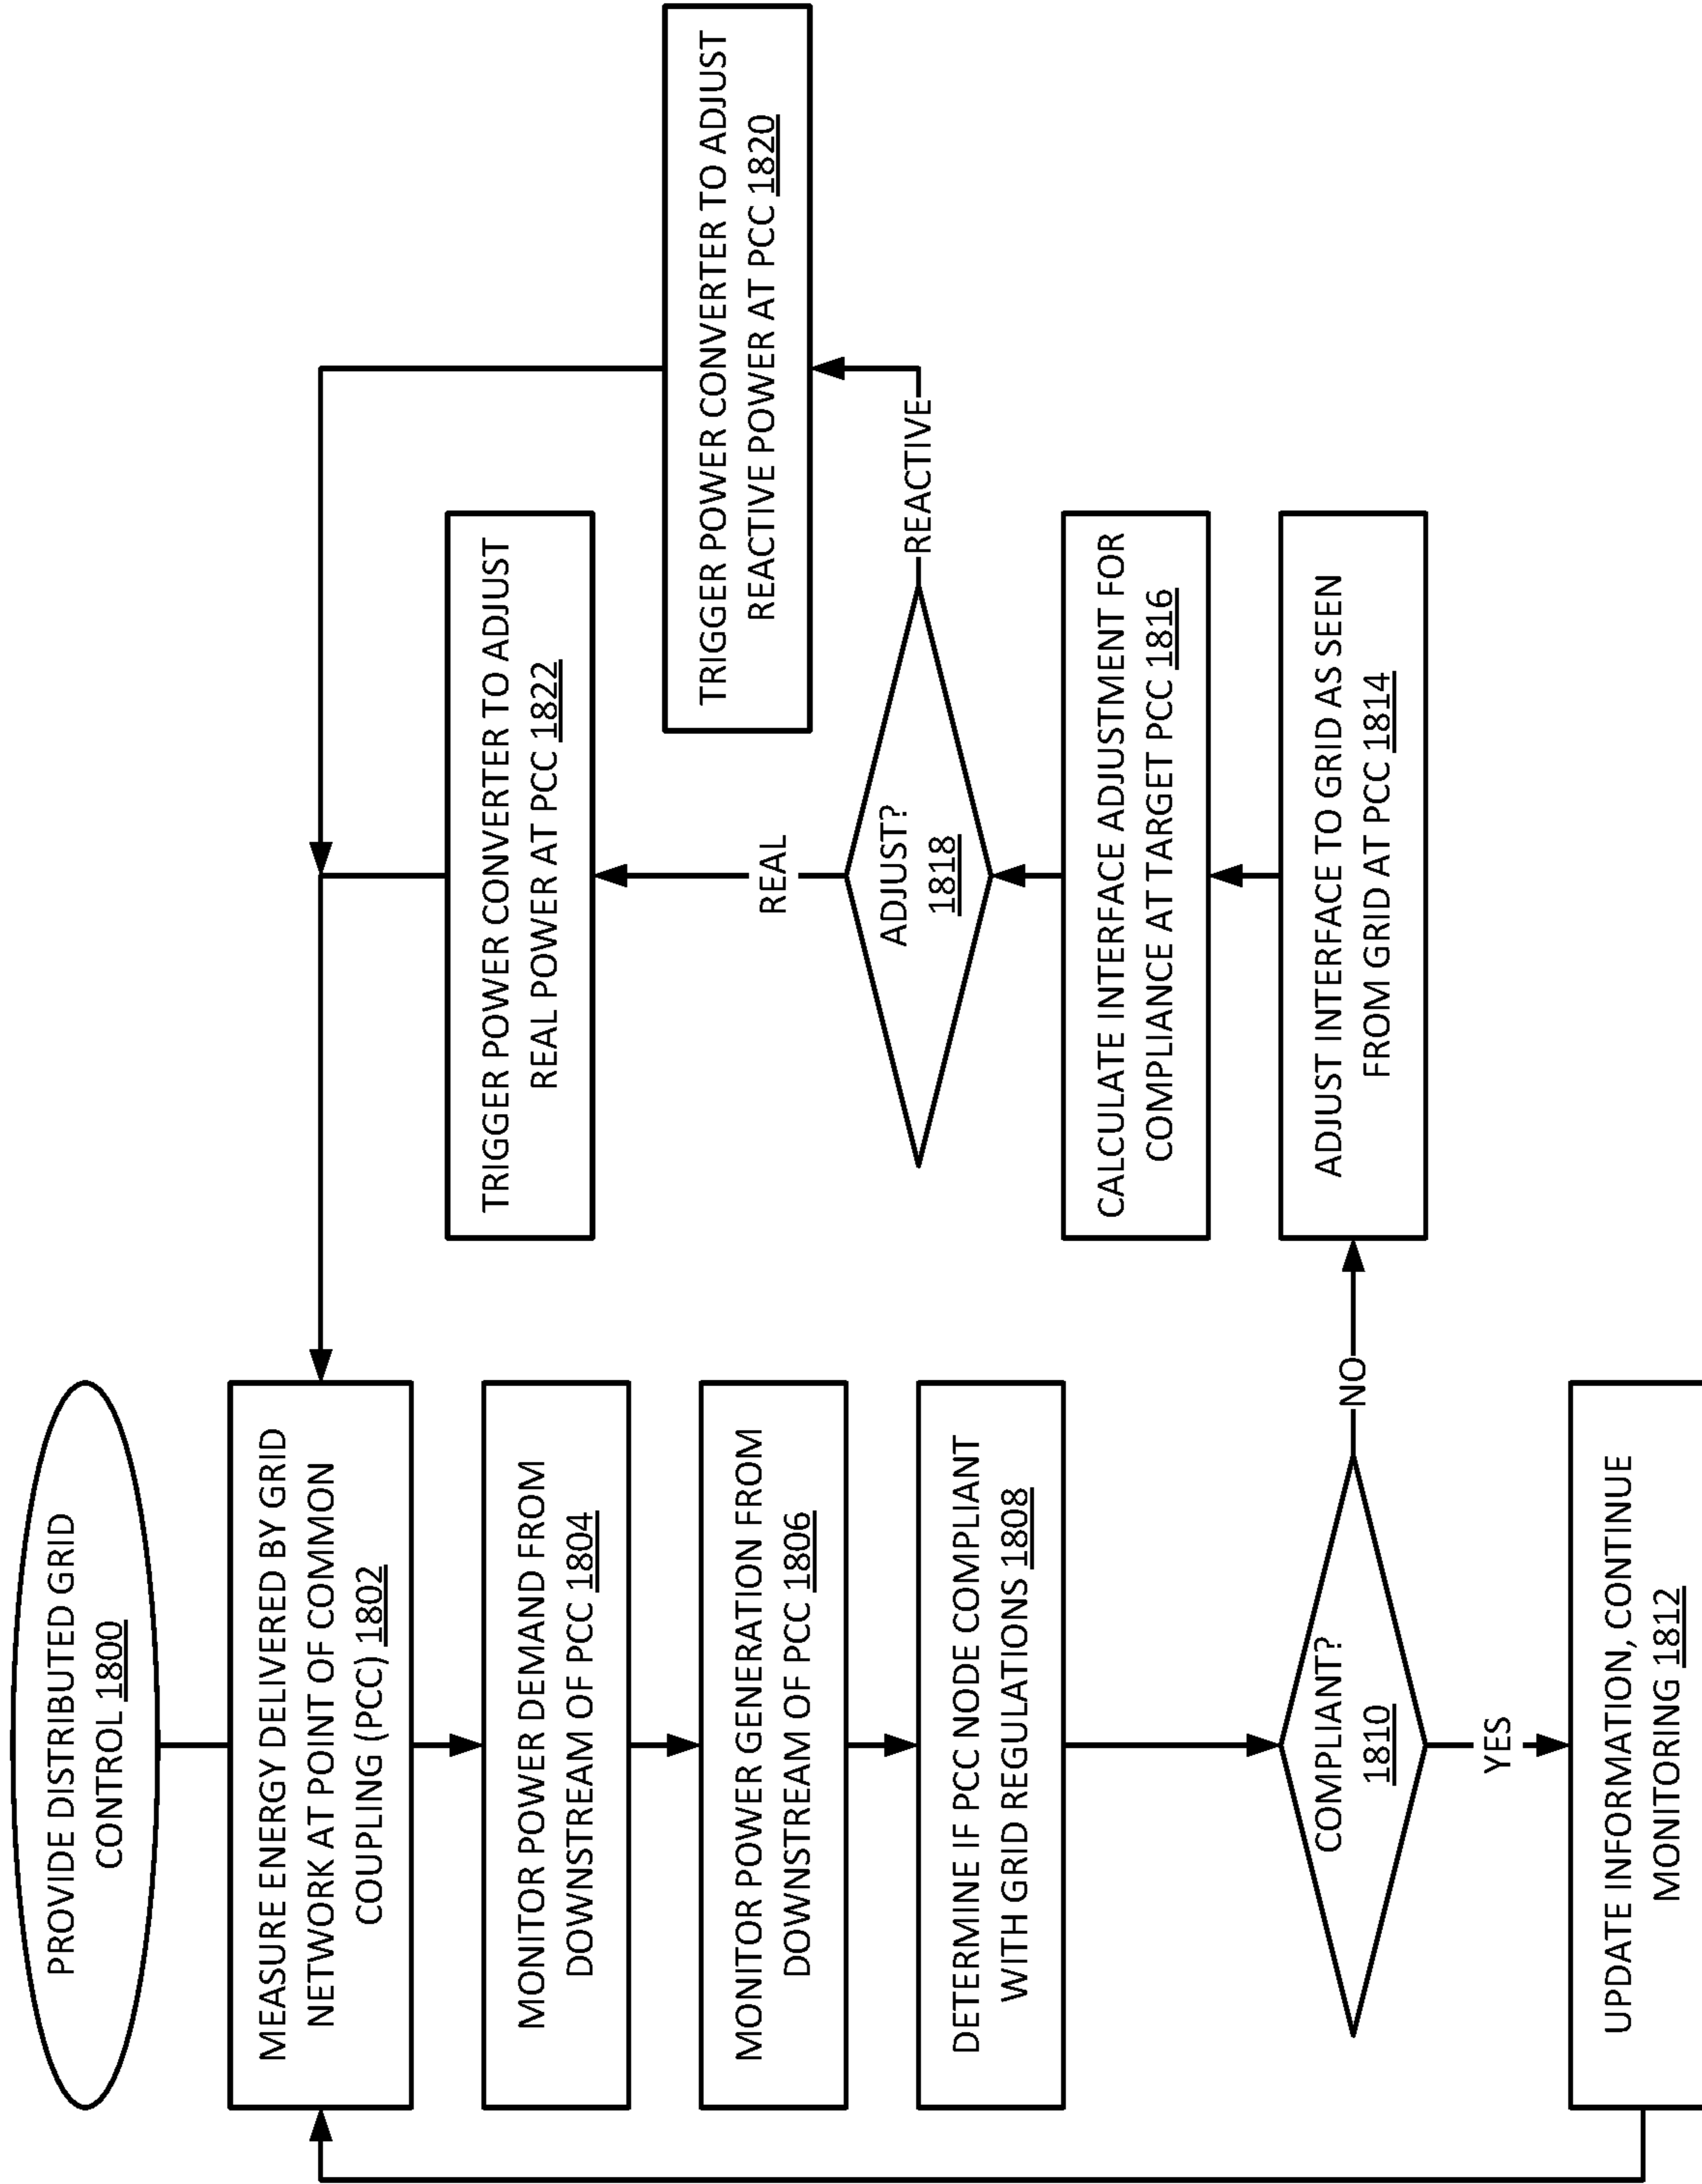 PROVIDE DISTRIBUTED GRID
CONTROL 1800
MEASURE ENERGY DELIVERED BY GRID
NETWORK AT POINT OF COMMON
COUPLING (PCC) 1802
MONITOR POWER DEMAND FROM
DOWNSTREAM OF PCC 1804
MONITOR POWER GENERATION FROM
DOWNSTREAM OF PCC 1806
DETERMINE IF PCC NODE COMPLIANT
WITH GRID REGULATIONS 1808
COMPLIANT?
1810
YES
UPDATE INFORMATION, CONTINUE
MONITORING 1812
NO
ADJUST INTERFACE TO GRID AS SEEN
FROM GRID AT PCC 1814
CALCULATE INTERFACE ADJUSTMENT FOR
COMPLIANCE AT TARGET PCC 1816
ADJUST?
1818
REACTIVE
TRIGGER POWER CONVERTER TO ADJUST
REACTIVE POWER AT PCC 1820
REAL
TRIGGER POWER CONVERTER TO ADJUST
REAL POWER AT PCC 1822